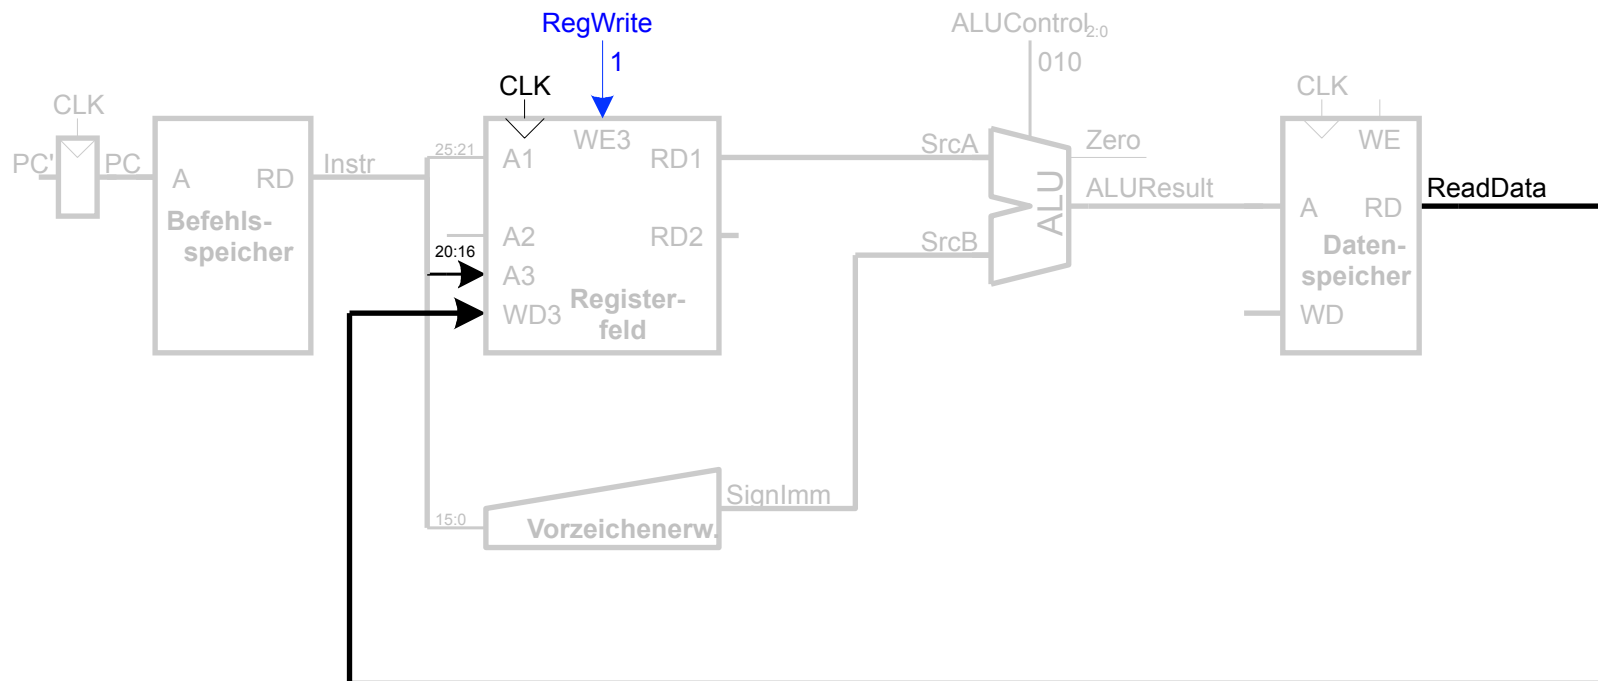 RegWrite
1
ALUControl2:0
010
CLK
CLK
CLK
PC'
PC
A
RD
Befehls-
speicher
Instr
25:21
20:16
15:0
A1
WE3
RD1
A2
RD2
A3
WD3
Register-
feld
SrcA
SrcB
ALU
Zero
ALUResult
WE
A
RD
Daten-
speicher
WD
ReadData
SignImm
Vorzeichenerw.